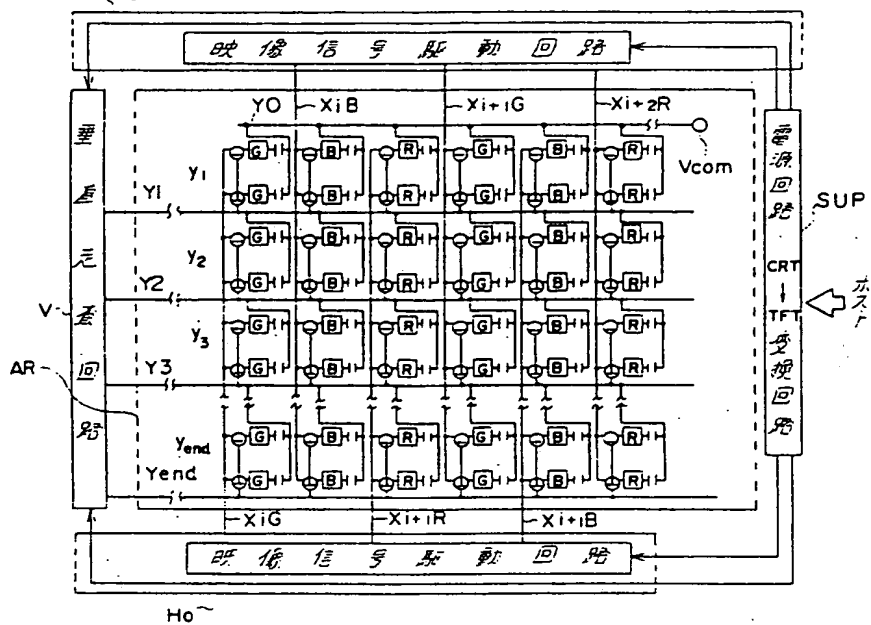 映像信号駆動回路
XiB
Xi+1G
Xi+2R
Y0
Vcom
y1
G B R G B R
G B R G B R
Y1
y2
G B R G B R
G B R G B R
Y2
y3
G B R G B R
G B R G B R
Y3
yend
G B R G B R
G B R G B R
Yend
垂直走査回路
V
AR
電源回路
CRT
↓
TFT
変換回路
SUP
ホスト
XiG
Xi+1R
Xi+1B
映像信号駆動回路
Ho